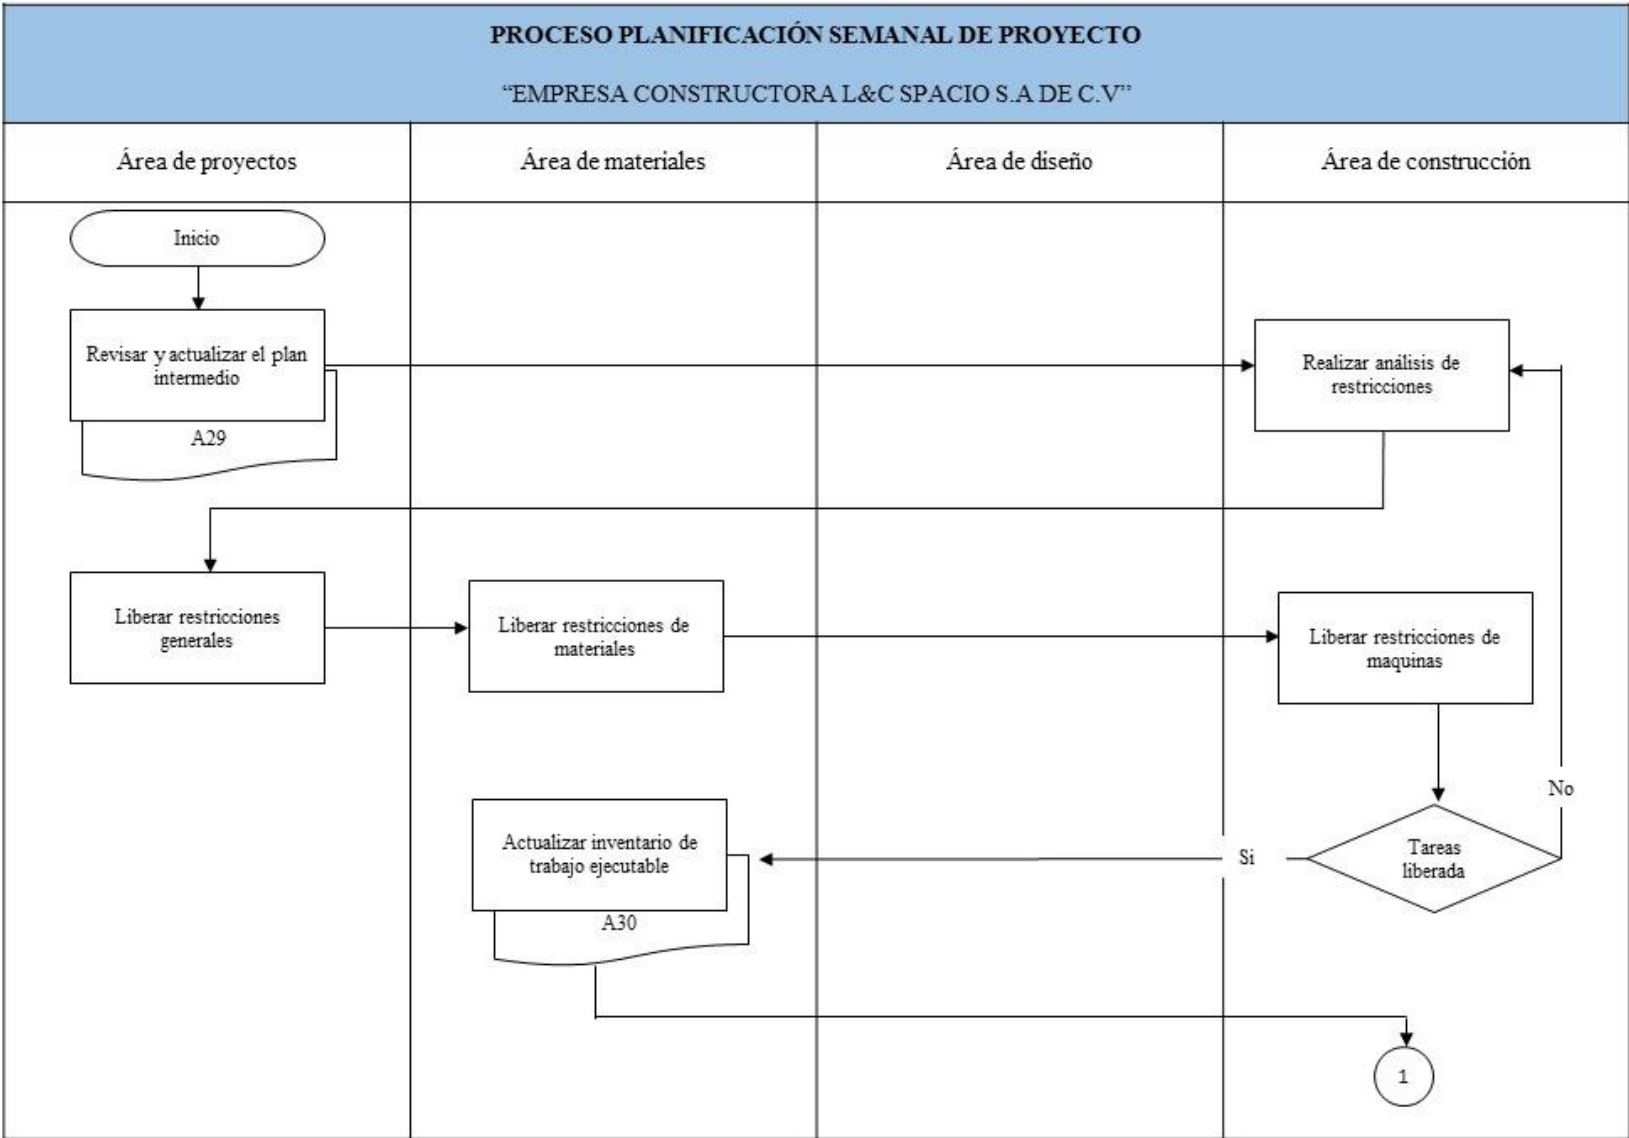 PROCESO PLANIFICACIÓN SEMANAL DE PROYECTO
“EMPRESA CONSTRUCTORA L&C SPACIO S.A DE C.V”
Área de proyectos
Área de materiales
Área de diseño
Área de construcción
Inicio
Revisar y actualizar el plan
intermedio
A29
Realizar análisis de
restricciones
Liberar restricciones
generales
Liberar restricciones de
materiales
Liberar restricciones de
maquinas
No
Tareas
liberada
Si
Actualizar inventario de
trabajo ejecutable
A30
1